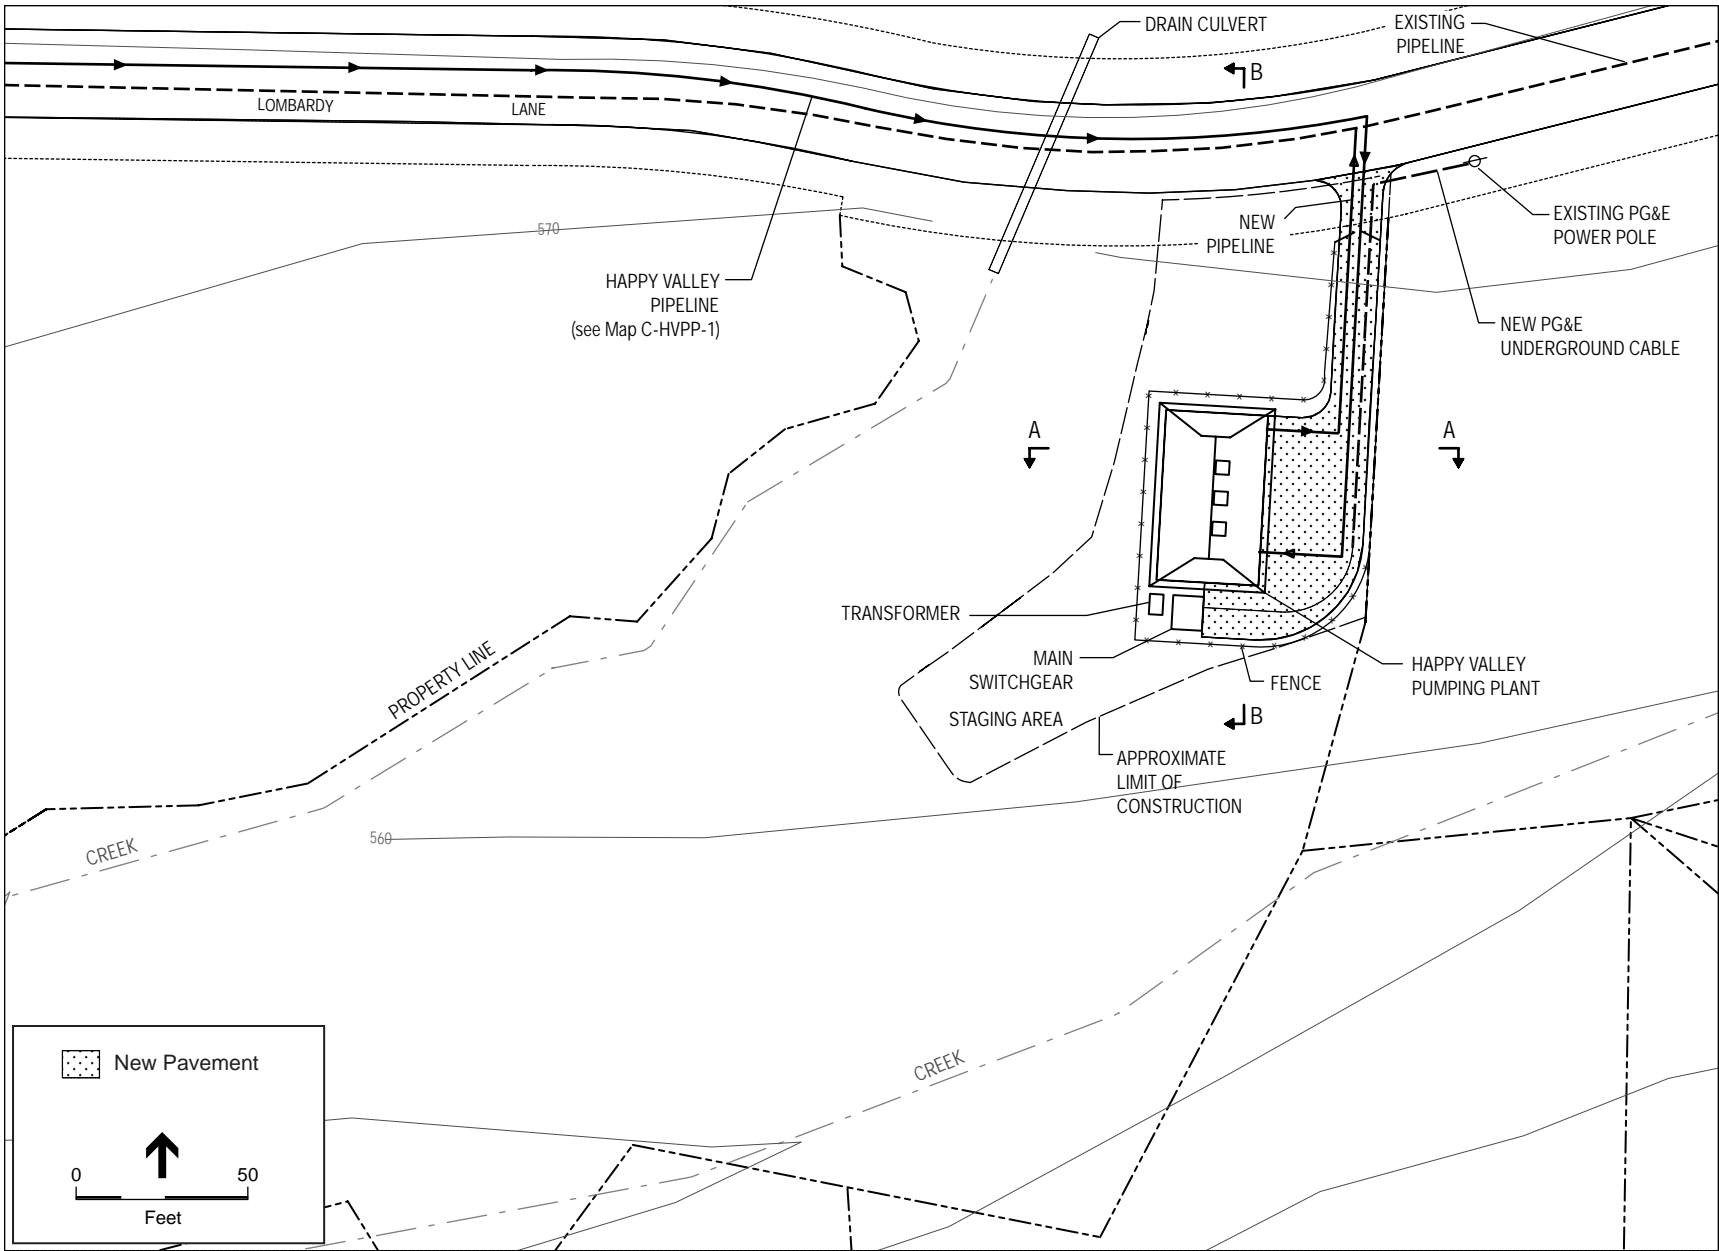 DRAIN CULVERT
EXISTING
PIPELINE
B
LOMBARDY LANE
NEW
PIPELINE
EXISTING PG&E
POWER POLE
570
HAPPY VALLEY
PIPELINE
(see Map C-HVPP-1)
NEW PG&E
UNDERGROUND CABLE
A
A
TRANSFORMER
MAIN
SWITCHGEAR
FENCE
HAPPY VALLEY
PUMPING PLANT
PROPERTY LINE
STAGING AREA
B
APPROXIMATE
LIMIT OF
CONSTRUCTION
560
CREEK
CREEK
New Pavement
0 50
Feet